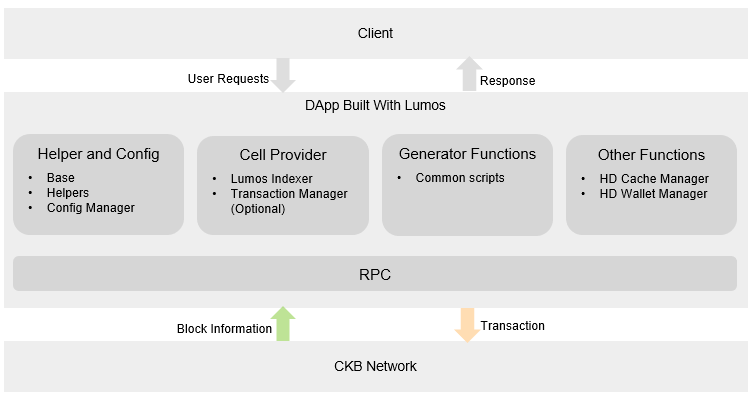 Client
User Requests
Response
DApp Built With Lumos
Helper and Config
• Base
• Helpers
• Config Manager
Cell Provider
• Lumos Indexer
• Transaction Manager
(Optional)
Generator Functions
• Common scripts
Other Functions
• HD Cache Manager
• HD Wallet Manager
RPC
Block Information
Transaction
CKB Network